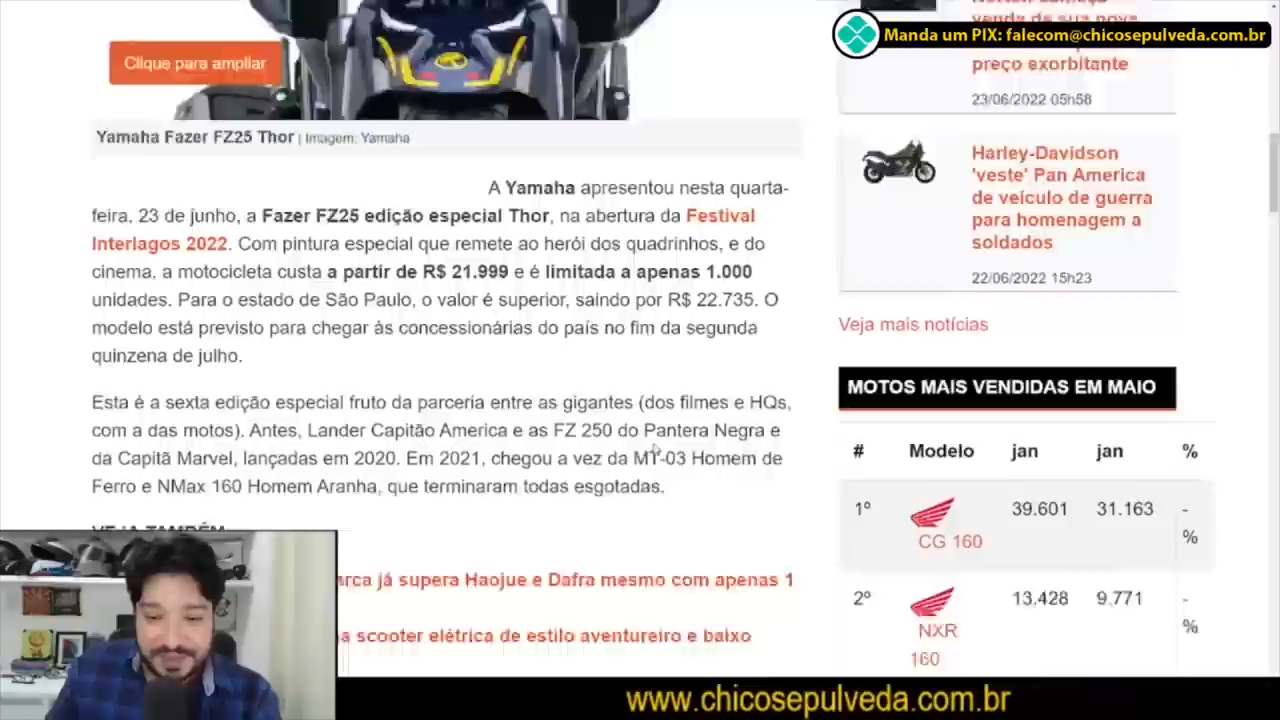 venda de sua nova
Manda um PIX: falecom@chicosepulveda.com.br
preço exorbitante
23/06/2022 05h58
Clique para ampliar
Yamaha Fazer FZ25 Thor | Imagem: Yamaha
A Yamaha apresentou nesta quarta-
feira, 23 de junho, a Fazer FZ25 edição especial Thor, na abertura da Festival
Interlagos 2022. Com pintura especial que remete ao herói dos quadrinhos, e do
cinema, a motocicleta custa a partir de R$ 21.999 e é limitada a apenas 1.000
unidades. Para o estado de São Paulo, o valor é superior, saindo por R$ 22.735. O
modelo está previsto para chegar às concessionárias do país no fim da segunda
quinzena de julho.
Esta é a sexta edição especial fruto da parceria entre as gigantes (dos filmes e HQs,
com a das motos). Antes, Lander Capitão America e as FZ 250 do Pantera Negra e
da Capitã Marvel, lançadas em 2020. Em 2021, chegou a vez da MT-03 Homem de
Ferro e NMax 160 Homem Aranha, que terminaram todas esgotadas.
VEJA TAMBÉM
arca já supera Haojue e Dafra mesmo com apenas 1
a scooter elétrica de estilo aventureiro e baixo
Harley-Davidson
'veste' Pan America
de veículo de guerra
para homenagem a
soldados
22/06/2022 15h23
Veja mais notícias
MOTOS MAIS VENDIDAS EM MAIO
# Modelo jan jan %
1º CG 160 39.601 31.163 - %
2º NXR 160 13.428 9.771 - %
www.chicosepulveda.com.br